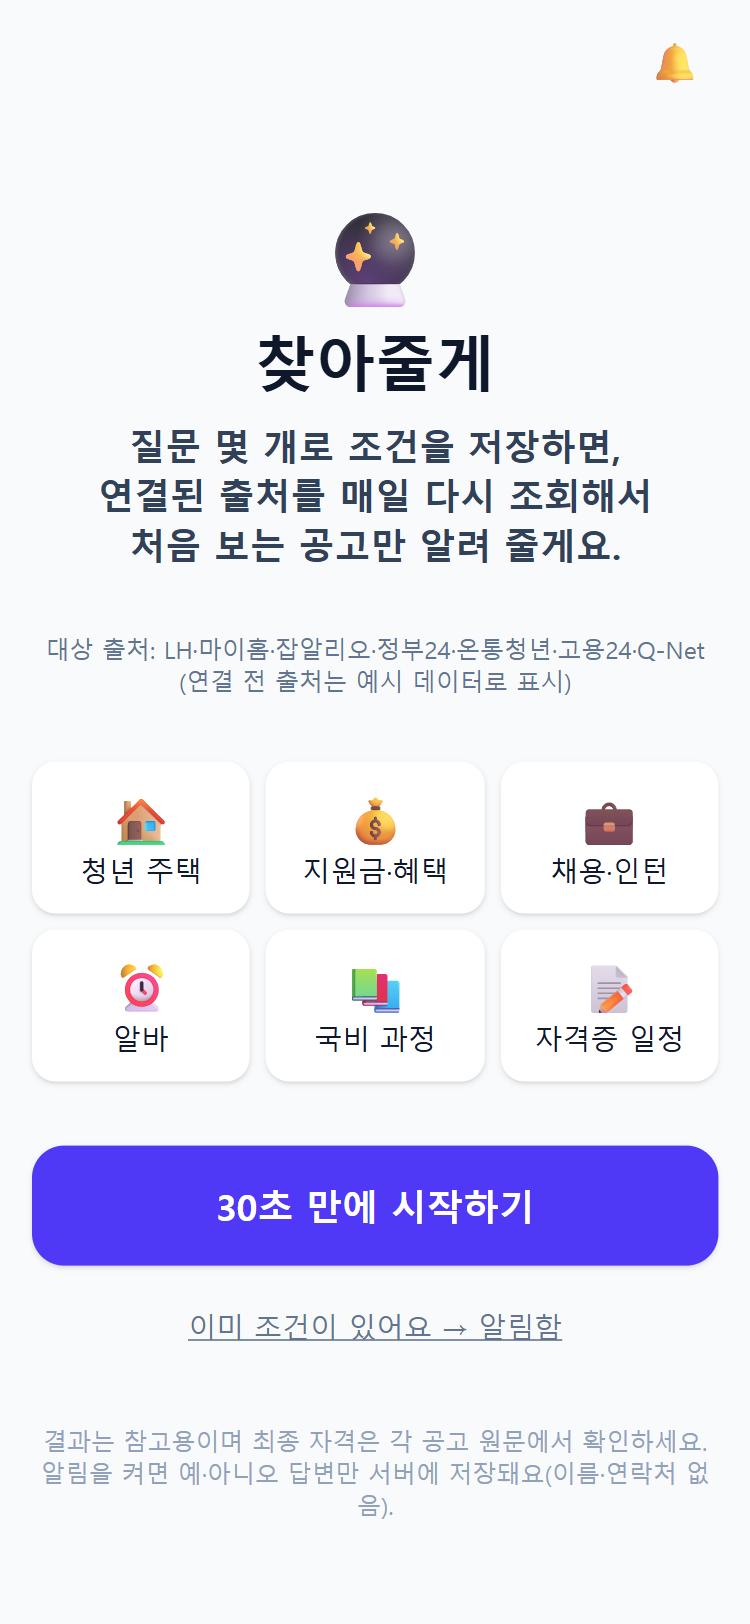 찾아줄게
질문 몇 개로 조건을 저장하면,
연결된 출처를 매일 다시 조회해서
처음 보는 공고만 알려 줄게요.
대상 출처: LH·마이홈·잡알리오·정부24·온통청년·고용24·Q-Net
(연결 전 출처는 예시 데이터로 표시)
청년 주택
지원금·혜택
채용·인턴
알바
국비 과정
자격증 일정
30초 만에 시작하기
이미 조건이 있어요 → 알림함
결과는 참고용이며 최종 자격은 각 공고 원문에서 확인하세요.
알림을 켜면 예·아니오 답변만 서버에 저장돼요(이름·연락처 없
음).